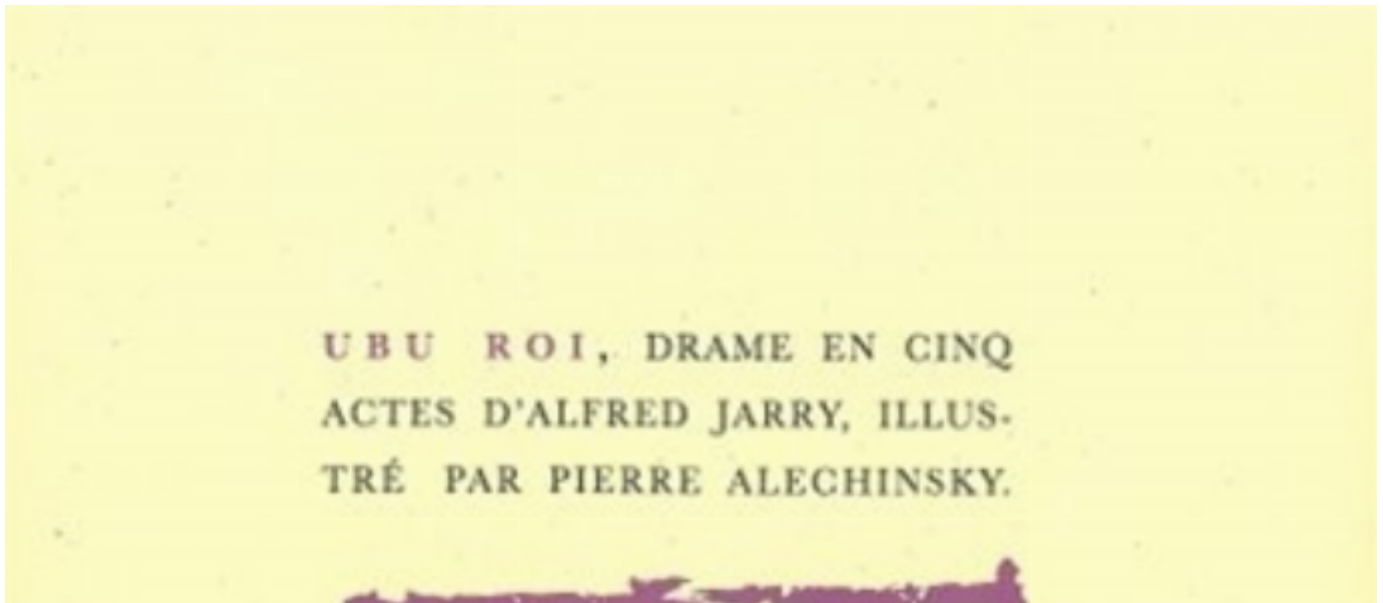 UBU ROI, DRAME EN CINQ
ACTES D'ALFRED JARRY, ILLUS-
TRÉ PAR PIERRE ALECHINSKY.